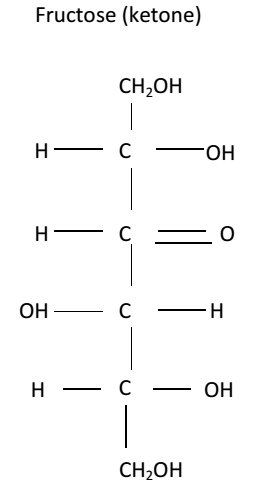 Fructose (ketone)
CH₂OH
H C OH
H C O
OH C H
H C OH
CH₂OH